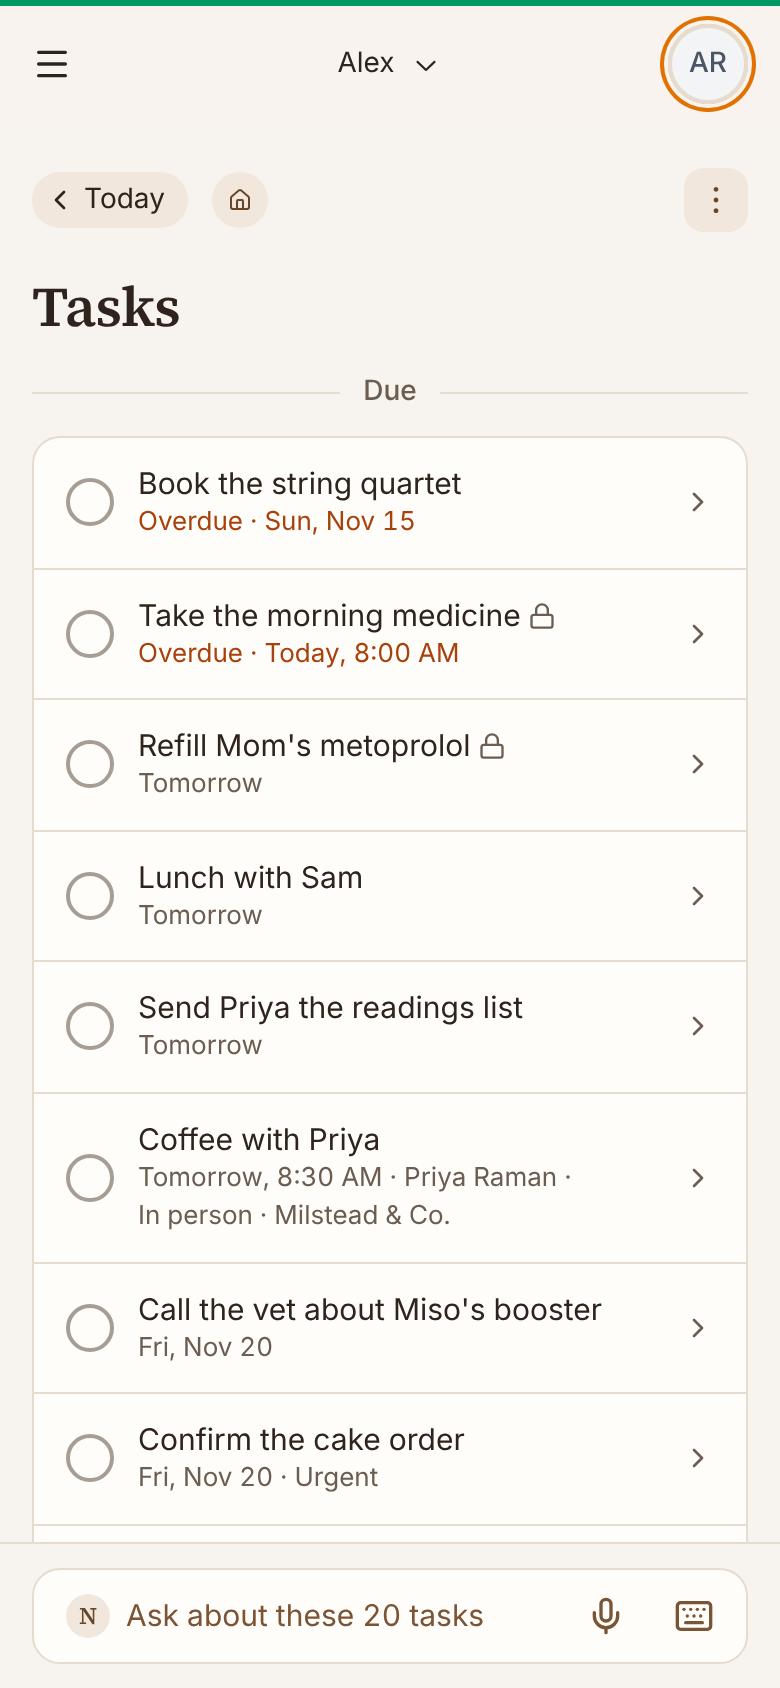 Alex
AR
Today
Tasks
Due
Book the string quartet
Overdue · Sun, Nov 15
Take the morning medicine
Overdue · Today, 8:00 AM
Refill Mom's metoprolol
Tomorrow
Lunch with Sam
Tomorrow
Send Priya the readings list
Tomorrow
Coffee with Priya
Tomorrow, 8:30 AM · Priya Raman ·
In person · Milstead & Co.
Call the vet about Miso's booster
Fri, Nov 20
Confirm the cake order
Fri, Nov 20 · Urgent
N Ask about these 20 tasks